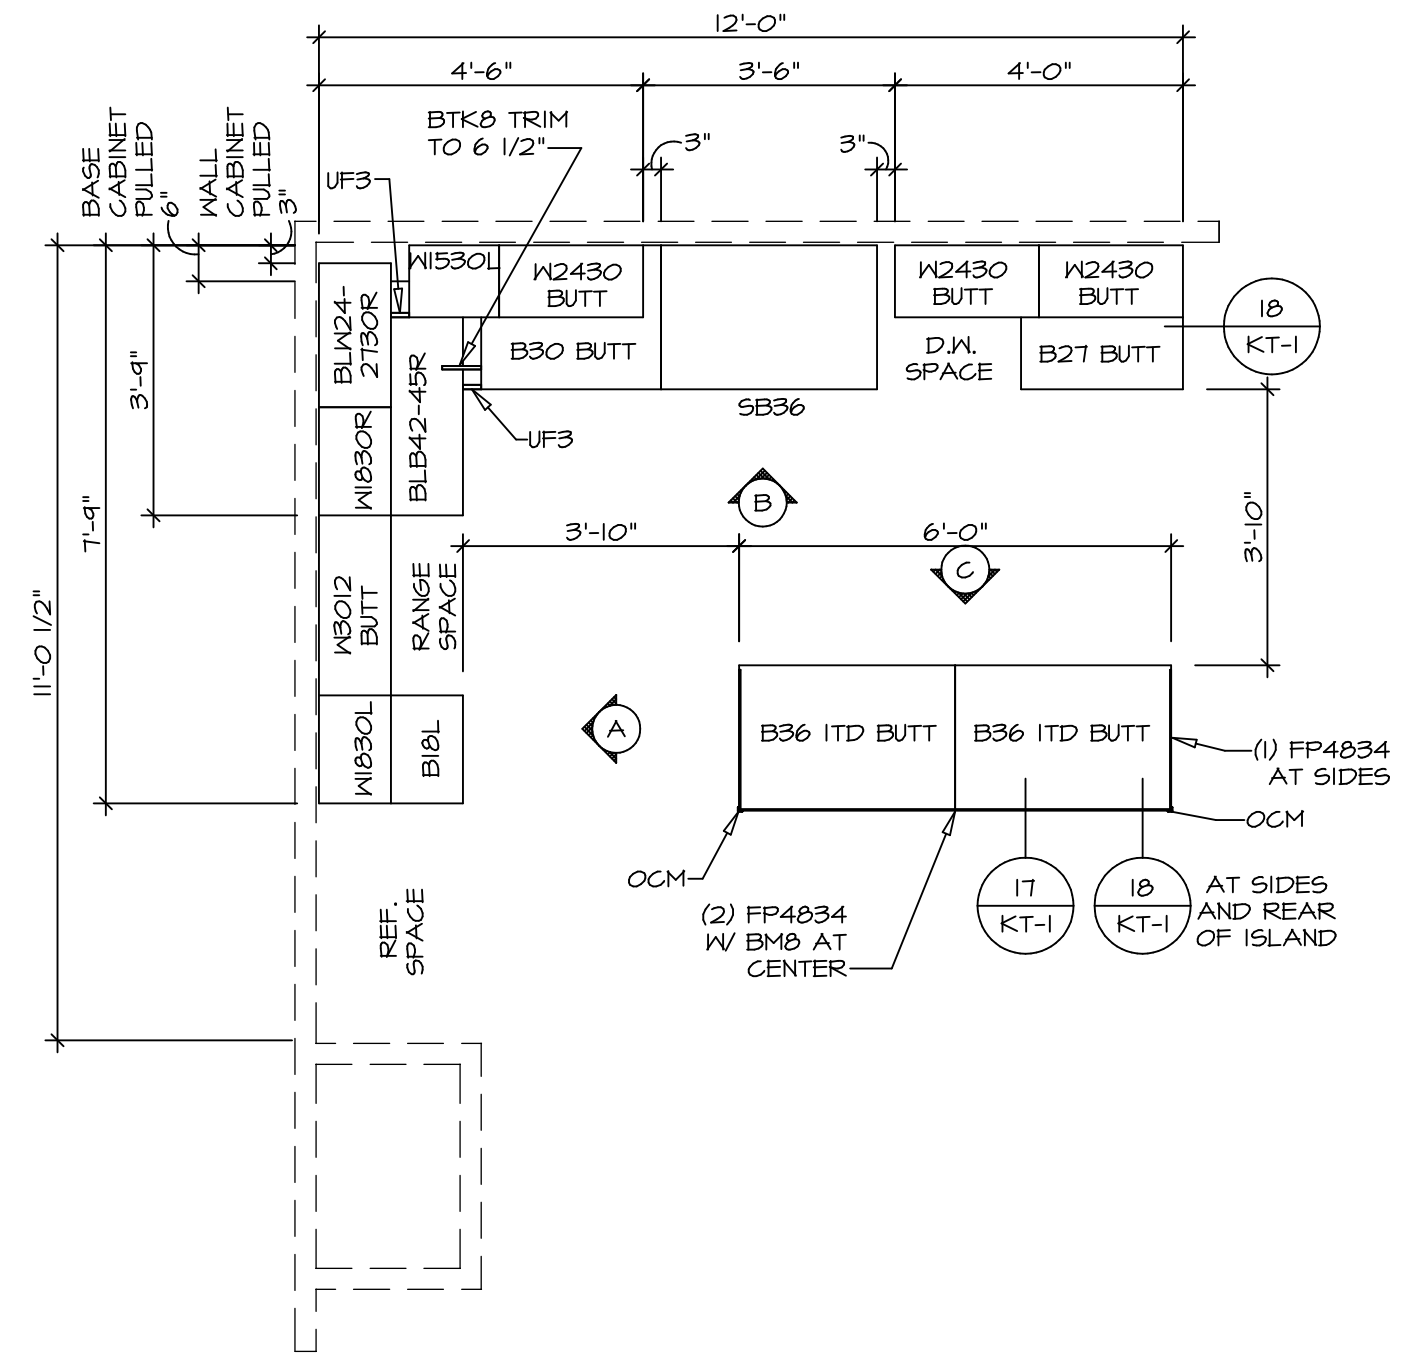 12'-0"
4'-6"
3'-6"
4'-0"
BTK8 TRIM
TO 6 1/2"
3"
3"
UF3
BASE
CABINET
PULLED
6"
WALL
CABINET
PULLED
3"
W1530L
W2430
BUTT
W2430
BUTT
W2430
BUTT
BLW24-
2730R
BLB42-45R
B30 BUTT
D.W.
SPACE
B27 BUTT
18
KT-1
SB36
UF3
W1830R
3'-9"
7'-9"
11'-0 1/2"
B
3'-10"
6'-0"
3'-10"
C
W3012
BUTT
RANGE
SPACE
W1830L
B18L
A
B36 1TD BUTT
B36 1TD BUTT
(1) FP4834
AT SIDES
OCM
OCM
(2) FP4834
W/ BM8 AT
CENTER
17
KT-1
18
KT-1
AT SIDES
AND REAR
OF ISLAND
REF.
SPACE